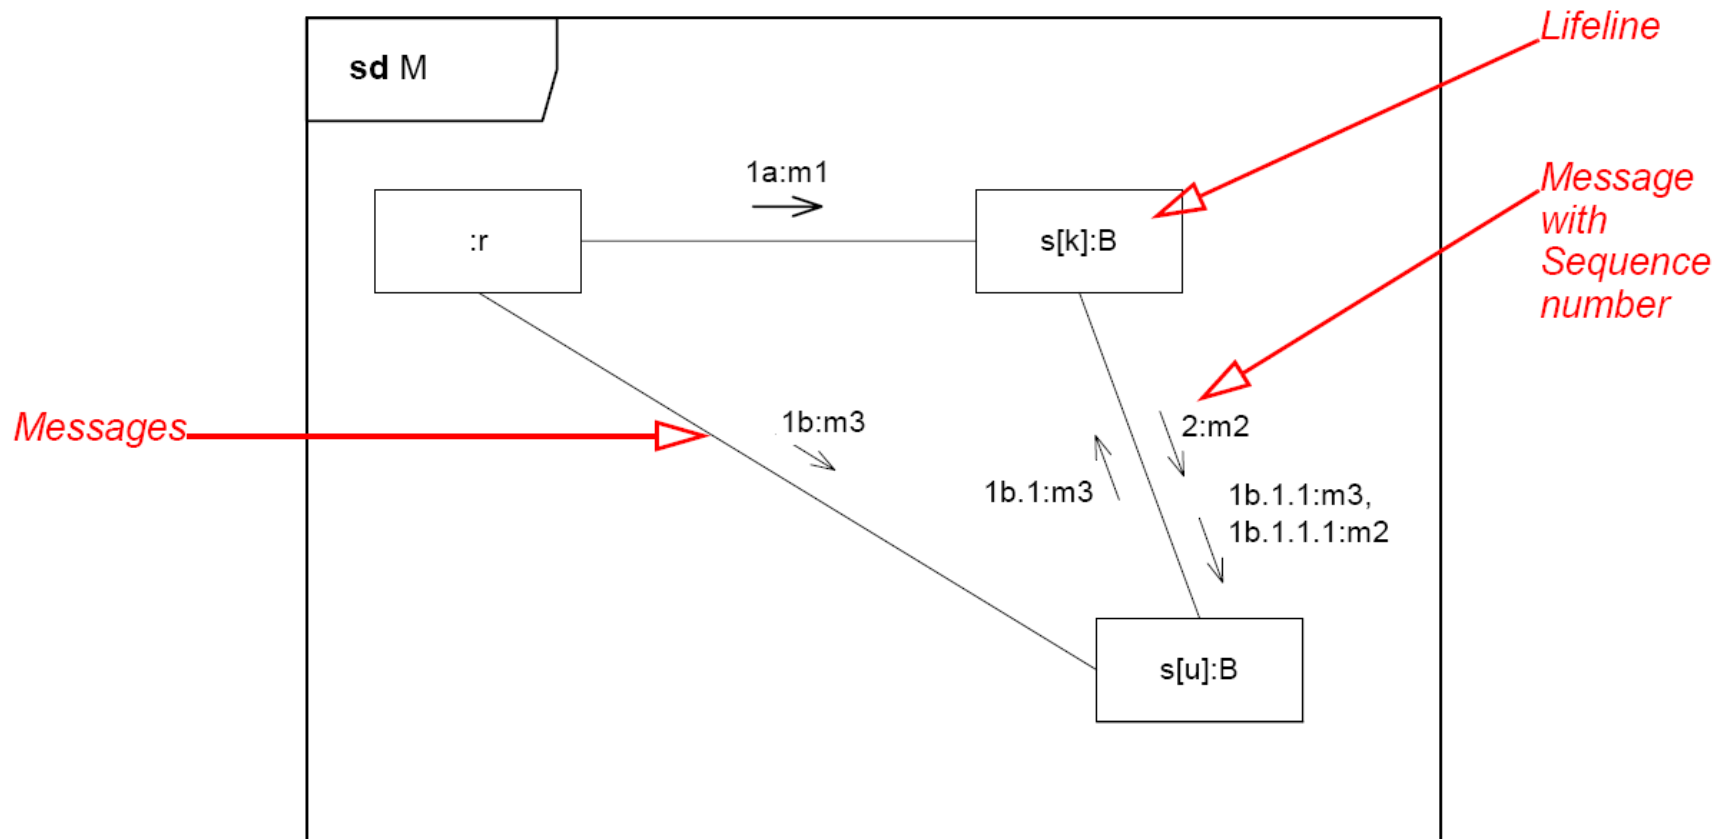 Lifeline
sd M
1a:m1
Message
with
Sequence
number
:r
s[k]:B
Messages
1b:m3
2:m2
1b.1:m3
1b.1.1:m3,
1b.1.1.1:m2
s[u]:B